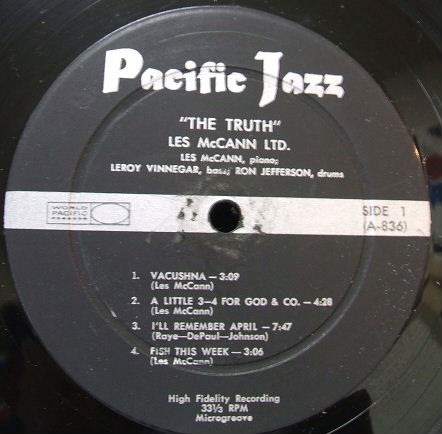 Pacific Jazz
"THE TRUTH"
LES McCANN LTD.
LES McCANN, piano;
LEROY VINNEGAR, bass; RON JEFFERSON, drums
WORLD
PACIFIC
RECORDS
SIDE 1
(A-836)
1. VACUSHNA — 3:09
(Les McCann)
2. A LITTLE 3-4 FOR GOD & CO. — 4:28
(Les McCann)
3. I'LL REMEMBER APRIL — 7:47
(Raye—DePaul—Johnson)
4. FISH THIS WEEK — 3:06
(Les McCann)
High Fidelity Recording
33⅓ RPM
Microgroove